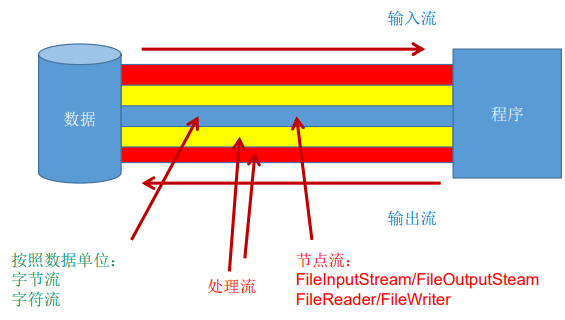 输入流
数据
程序
输出流
按照数据单位：
字节流
字符流
处理流
节点流：
FileInputStream/FileOutputSteam
FileReader/FileWriter